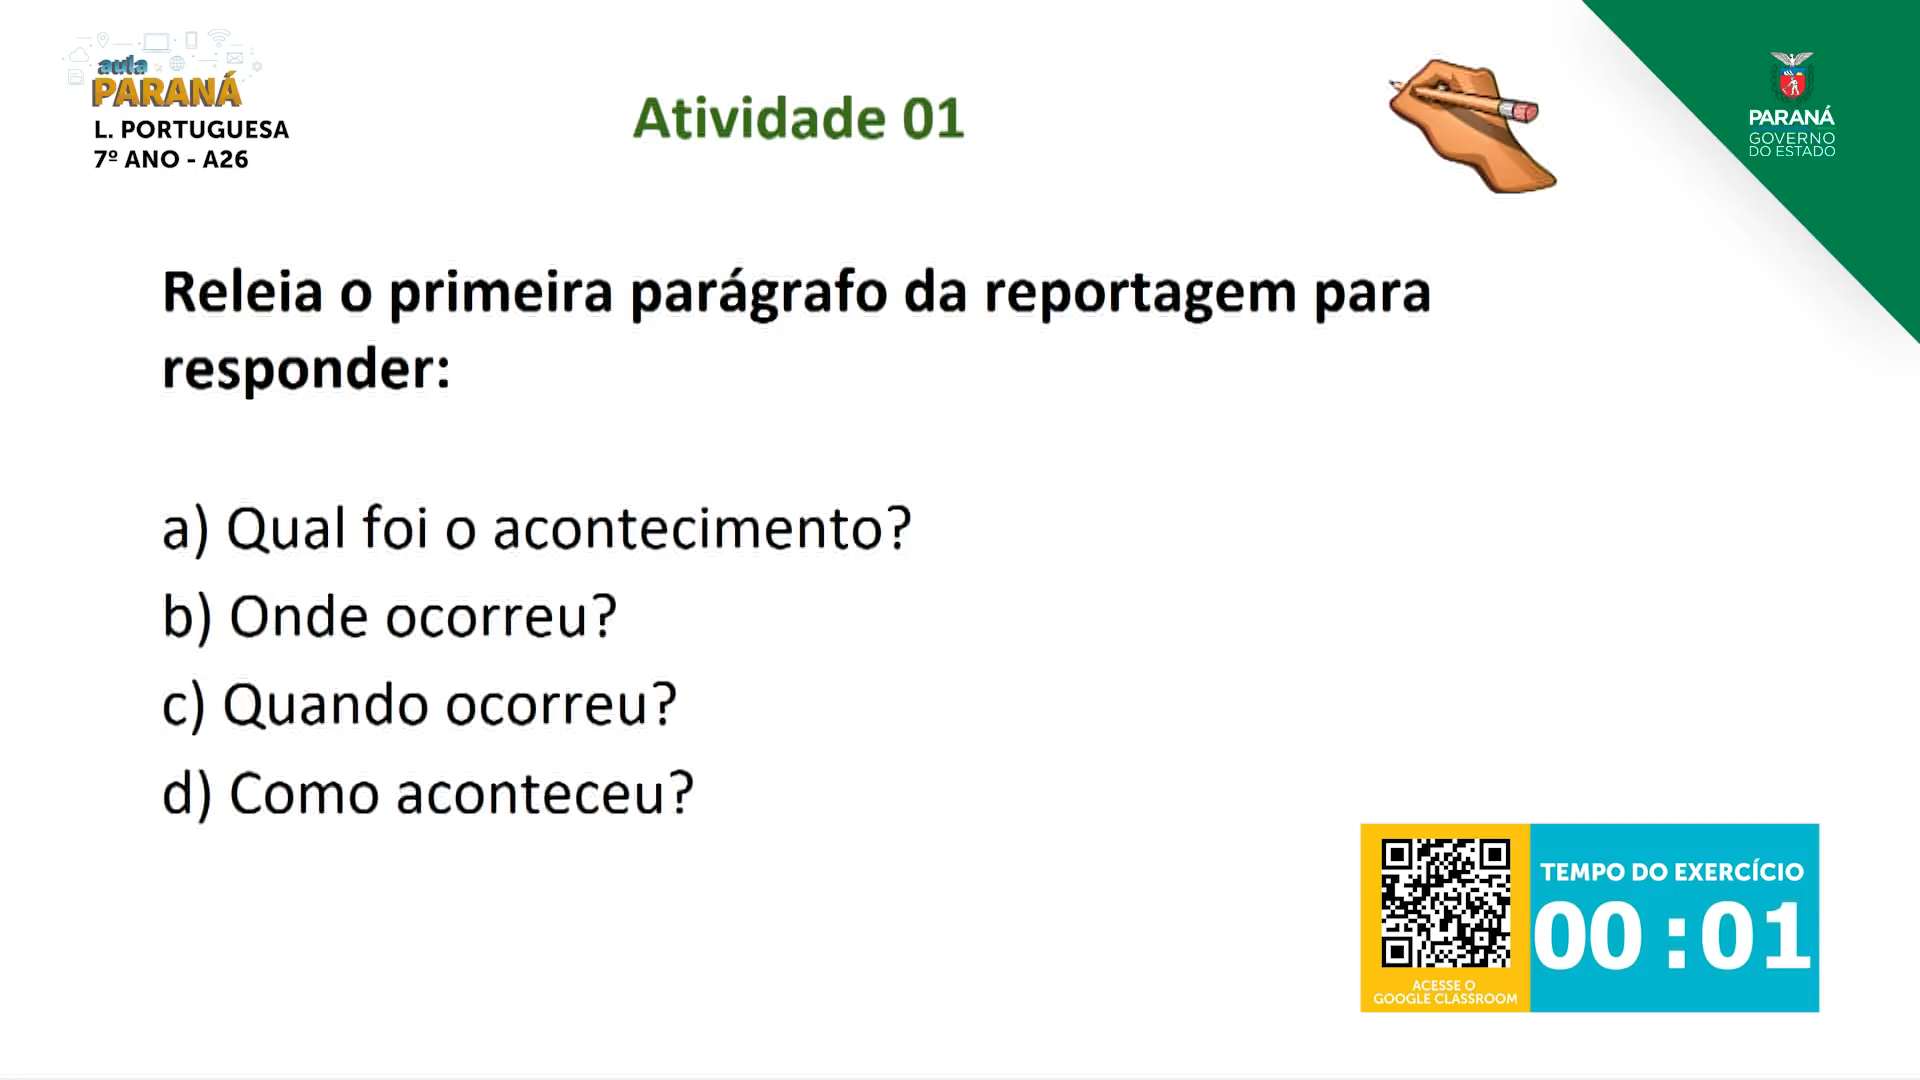 aula
PARANÁ
L. PORTUGUESA
7º ANO - A26
Atividade 01
PARANÁ
GOVERNO
DO ESTADO
Releia o primeira parágrafo da reportagem para
responder:
a) Qual foi o acontecimento?
b) Onde ocorreu?
c) Quando ocorreu?
d) Como aconteceu?
TEMPO DO EXERCÍCIO
00:01
ACESSE O
GOOGLE CLASSROOM